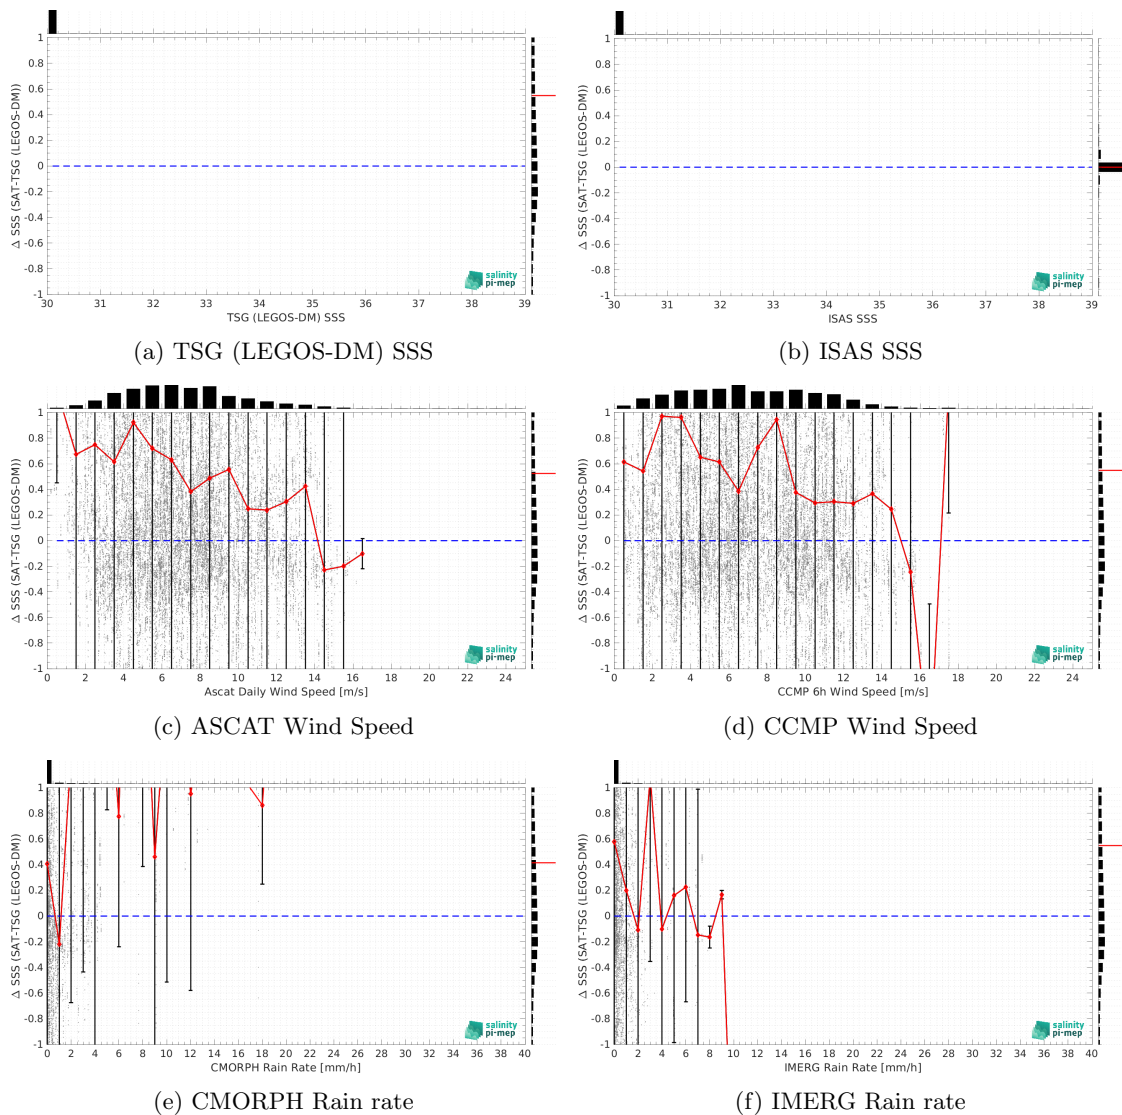 1
0.8
0.6
0.4
0.2
0
-0.2
-0.4
-0.6
-0.8
-1
Δ SSS (SAT-TSG (LEGOS-DM))
30 31 32 33 34 35 36 37 38 39
TSG (LEGOS-DM) SSS
salinity
pi-mep
(a) TSG (LEGOS-DM) SSS
1
0.8
0.6
0.4
0.2
0
-0.2
-0.4
-0.6
-0.8
-1
Δ SSS (SAT-TSG (LEGOS-DM))
30 31 32 33 34 35 36 37 38 39
ISAS SSS
salinity
pi-mep
(b) ISAS SSS
1
0.8
0.6
0.4
0.2
0
-0.2
-0.4
-0.6
-0.8
-1
Δ SSS (SAT-TSG (LEGOS-DM))
0 2 4 6 8 10 12 14 16 18 20 22 24
Ascat Daily Wind Speed [m/s]
salinity
pi-mep
(c) ASCAT Wind Speed
1
0.8
0.6
0.4
0.2
0
-0.2
-0.4
-0.6
-0.8
-1
Δ SSS (SAT-TSG (LEGOS-DM))
0 2 4 6 8 10 12 14 16 18 20 22 24
CCMP 6h Wind Speed [m/s]
salinity
pi-mep
(d) CCMP Wind Speed
1
0.8
0.6
0.4
0.2
0
-0.2
-0.4
-0.6
-0.8
-1
Δ SSS (SAT-TSG (LEGOS-DM))
0 2 4 6 8 10 12 14 16 18 20 22 24 26 28 30 32 34 36 38 40
CMORPH Rain Rate [mm/h]
salinity
pi-mep
(e) CMORPH Rain rate
1
0.8
0.6
0.4
0.2
0
-0.2
-0.4
-0.6
-0.8
-1
Δ SSS (SAT-TSG (LEGOS-DM))
0 2 4 6 8 10 12 14 16 18 20 22 24 26 28 30 32 34 36 38 40
IMERG Rain Rate [mm/h]
salinity
pi-mep
(f) IMERG Rain rate